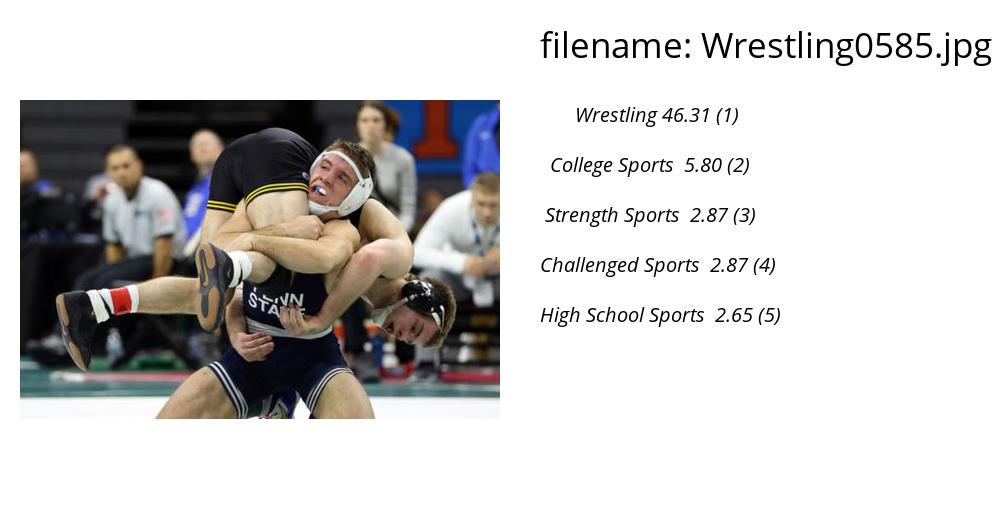 filename: Wrestling0585.jpg
Wrestling 46.31 (1)
College Sports 5.80 (2)
Strength Sports 2.87 (3)
Challenged Sports 2.87 (4)
High School Sports 2.65 (5)
PENN
STATE